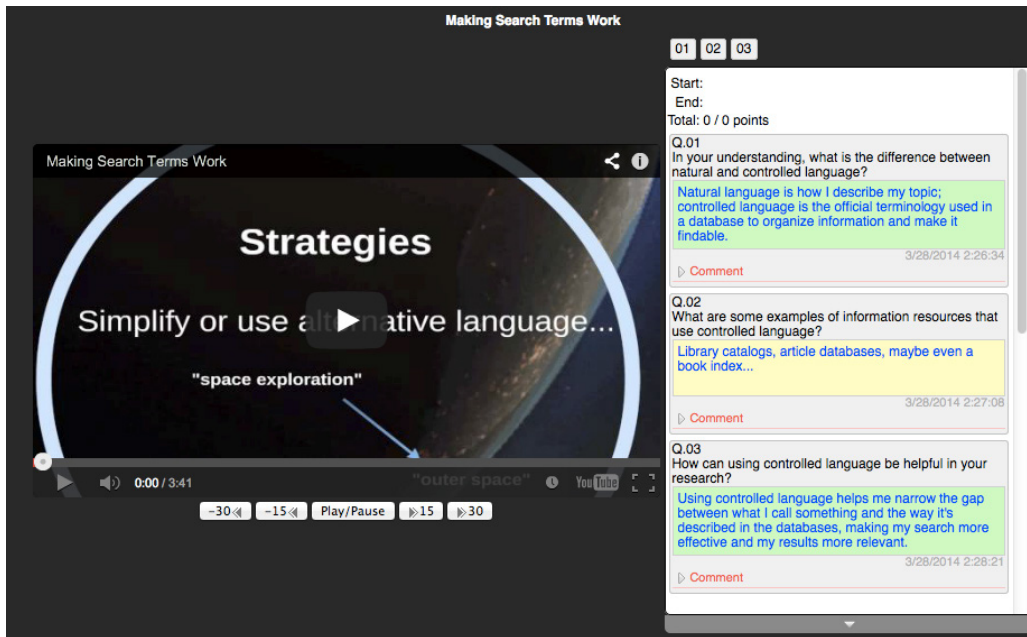 Making Search Terms Work
01 02 03
Start:
End:
Total: 0 / 0 points
Making Search Terms Work
Strategies
Simplify or use alternative language...
"space exploration"
"outer space"
0:00 / 3:41
YouTube
-30 -15 Play/Pause 15 30
Q.01
In your understanding, what is the difference between
natural and controlled language?
Natural language is how I describe my topic;
controlled language is the official terminology used in
a database to organize information and make it
findable.
3/28/2014 2:26:34
Comment
Q.02
What are some examples of information resources that
use controlled language?
Library catalogs, article databases, maybe even a
book index...
3/28/2014 2:27:08
Comment
Q.03
How can using controlled language be helpful in your
research?
Using controlled language helps me narrow the gap
between what I call something and the way it's
described in the databases, making my search more
effective and my results more relevant.
3/28/2014 2:28:21
Comment